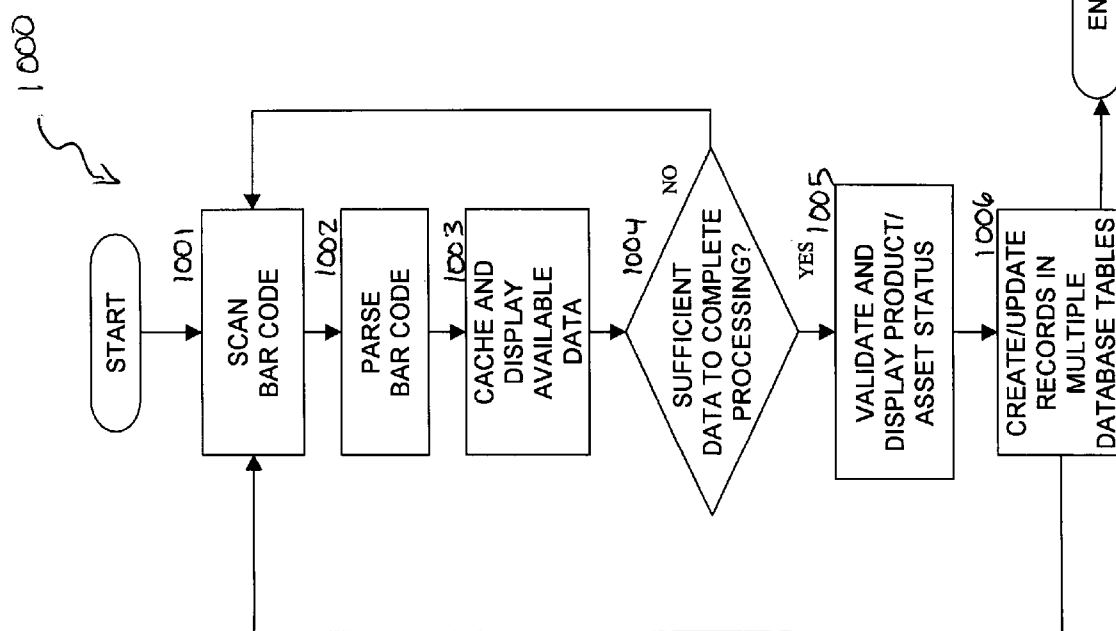 1000
START
1001
SCAN
BAR CODE
1002
PARSE
BAR CODE
1003
CACHE AND
DISPLAY
AVAILABLE
DATA
1004
SUFFICIENT
DATA TO COMPLETE
PROCESSING?
NO
YES
1005
VALIDATE AND
DISPLAY PRODUCT/
ASSET STATUS
1006
CREATE/UPDATE
RECORDS IN
MULTIPLE
DATABASE TABLES
EN